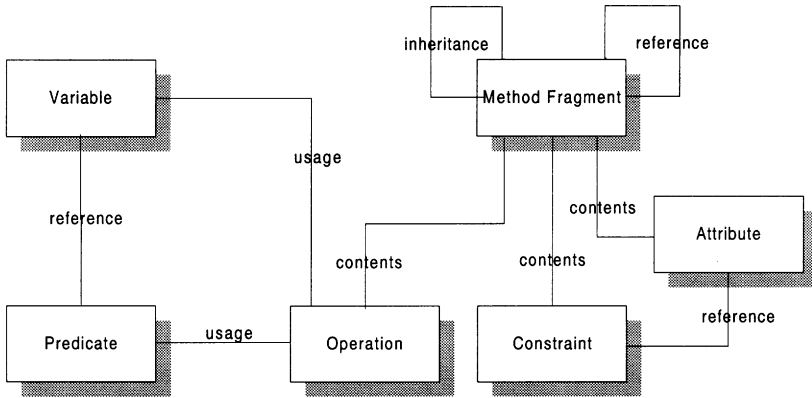 inheritance
reference
Variable
Method Fragment
usage
reference
contents
Attribute
contents
contents
reference
Predicate
usage
Operation
Constraint